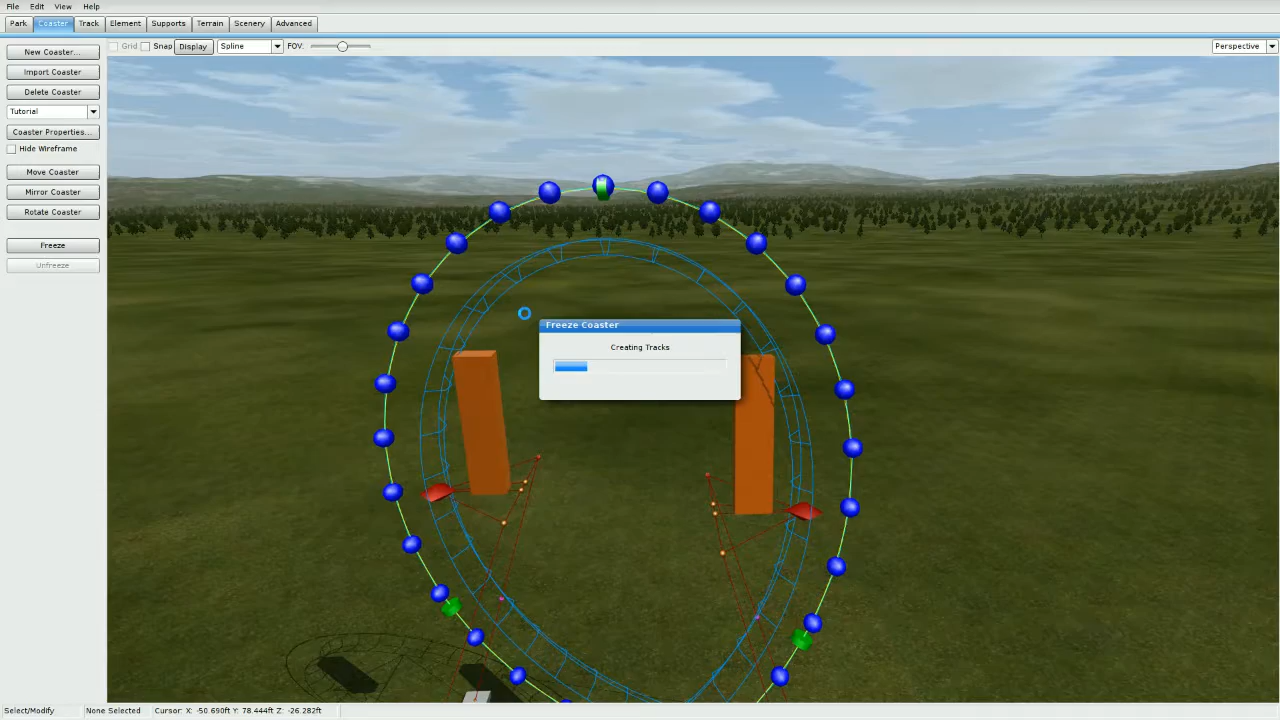 File Edit View Help
Park Coaster Track Element Supports Terrain Scenery Advanced
Grid Snap Display Spline FOV: Perspective
New Coaster...
Import Coaster
Delete Coaster
Tutorial
Coaster Properties...
Hide Wireframe
Move Coaster
Mirror Coaster
Rotate Coaster
Freeze
Unfreeze
Freeze Coaster
Creating Tracks
Select/Modify None Selected Cursor: X: -50.690ft Y: 78.444ft Z: -26.282ft